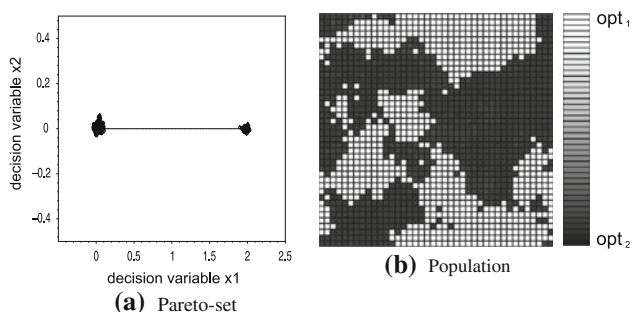 0.4
0.2
0
−0.2
−0.4
decision variable x2
0 0.5 1 1.5 2 2.5
decision variable x1
(a) Pareto-set
opt 1
opt 2
(b) Population